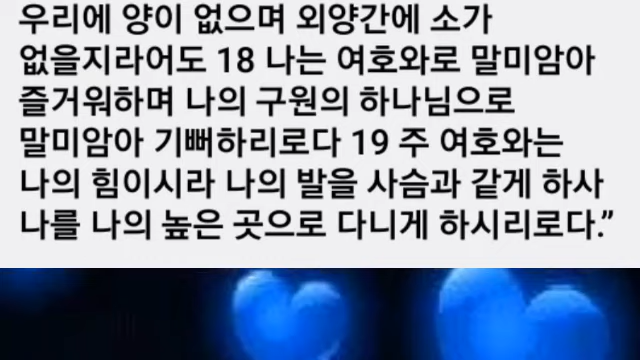 우리에 양이 없으며 외양간에 소가
없을지라어도 18 나는 여호와로 말미암아
즐거워하며 나의 구원의 하나님으로
말미암아 기뻐하리로다 19 주 여호와는
나의 힘이시라 나의 발을 사슴과 같게 하사
나를 나의 높은 곳으로 다니게 하시리로다.”